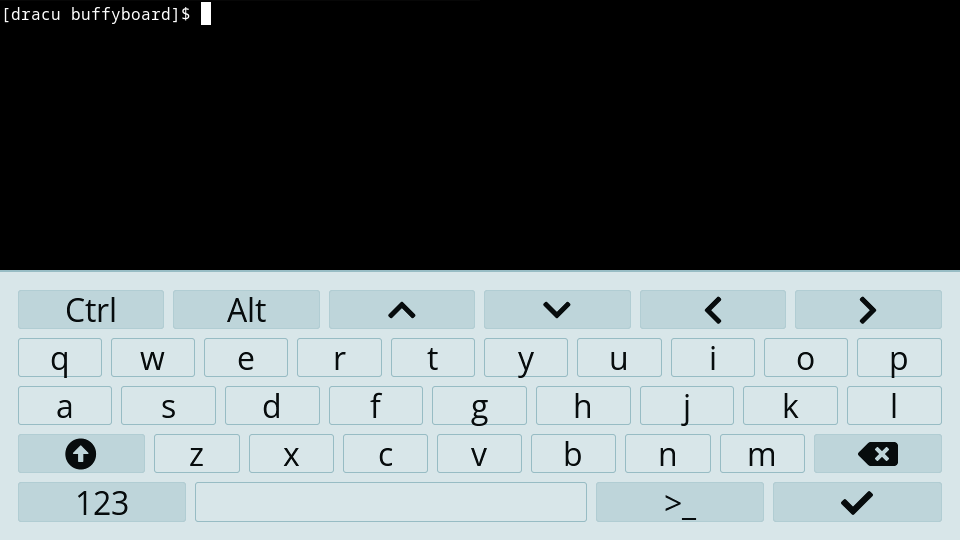 [dracu buffyboard]$
Ctrl Alt
q w e r t y u i o p
a s d f g h j k l
z x c v b n m
123 >_